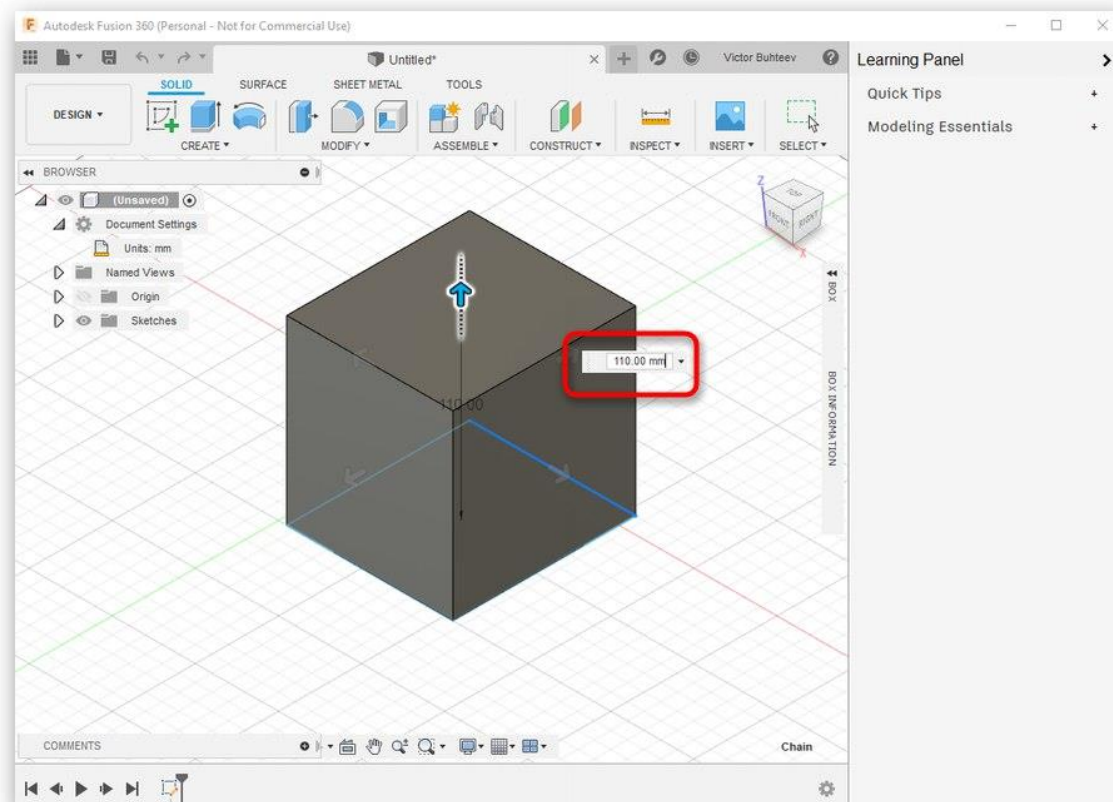 Autodesk Fusion 360 (Personal - Not for Commercial Use)
Untitled*
Victor Buhteev
Learning Panel
Quick Tips
Modeling Essentials
SOLID SURFACE SHEET METAL TOOLS
DESIGN
CREATE MODIFY ASSEMBLE CONSTRUCT INSPECT INSERT SELECT
BROWSER
(Unsaved)
Document Settings
Units: mm
Named Views
Origin
Sketches
Z
TOP
FRONT
RIGHT
X
BOX
BOX INFORMATION
110.00 mm
110.00
COMMENTS
Chain